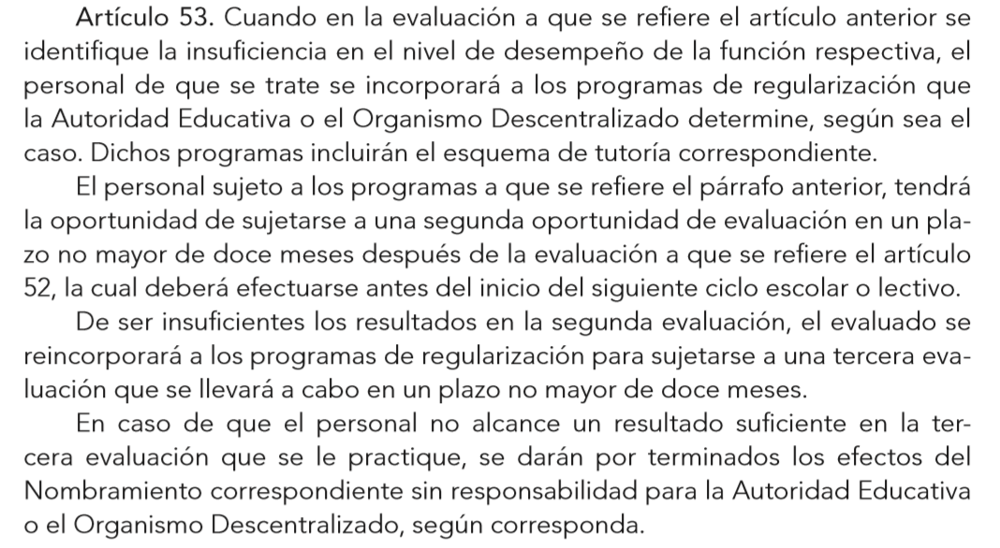 Artículo 53. Cuando en la evaluación a que se refiere el artículo anterior se
identifique la insuficiencia en el nivel de desempeño de la función respectiva, el
personal de que se trate se incorporará a los programas de regularización que
la Autoridad Educativa o el Organismo Descentralizado determine, según sea el
caso. Dichos programas incluirán el esquema de tutoría correspondiente.
El personal sujeto a los programas a que se refiere el párrafo anterior, tendrá
la oportunidad de sujetarse a una segunda oportunidad de evaluación en un pla-
zo no mayor de doce meses después de la evaluación a que se refiere el artículo
52, la cual deberá efectuarse antes del inicio del siguiente ciclo escolar o lectivo.
De ser insuficientes los resultados en la segunda evaluación, el evaluado se
reincorporará a los programas de regularización para sujetarse a una tercera eva-
luación que se llevará a cabo en un plazo no mayor de doce meses.
En caso de que el personal no alcance un resultado suficiente en la ter-
cera evaluación que se le practique, se darán por terminados los efectos del
Nombramiento correspondiente sin responsabilidad para la Autoridad Educativa
o el Organismo Descentralizado, según corresponda.